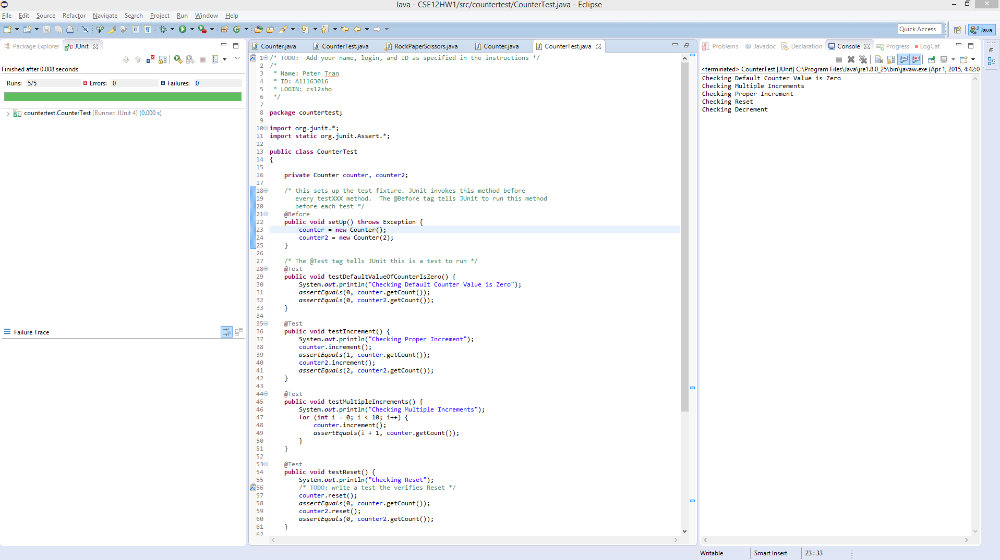 Java - CSE12HW1/src/countertest/CounterTest.java - Eclipse
File Edit Source Refactor Navigate Search Project Run Window Help
Quick Access
Java
Package Explorer
JUnit
Finished after 0.008 seconds
Runs: 5/5 Errors: 0 Failures: 0
countertest.CounterTest [Runner: JUnit 4] (0.000 s)
Failure Trace
Counter.java CounterTest.java RockPaperScissors.java Counter.java CounterTest.java
1 /* TODO:  Add your name, login, and ID as specified in the instructions */
2 /*
3  * Name: Peter Tran
4  * ID: A11163016
5  * LOGIN: cs12sho
6  */
7
8 package countertest;
9
10 import org.junit.*;
11 import static org.junit.Assert.*;
12
13 public class CounterTest
14 {
15
16     private Counter counter, counter2;
17
18     /* this sets up the test fixture. JUnit invokes this method before
19        every testXXX method.  The @Before tag tells JUnit to run this method
20        before each test */
21     @Before
22     public void setUp() throws Exception {
23         counter = new Counter();
24         counter2 = new Counter(2);
25     }
26
27     /* The @Test tag tells JUnit this is a test to run */
28     @Test
29     public void testDefaultValueOfCounterIsZero() {
30         System.out.println("Checking Default Counter Value is Zero");
31         assertEquals(0, counter.getCount());
32         assertEquals(0, counter2.getCount());
33     }
34
35     @Test
36     public void testIncrement() {
37         System.out.println("Checking Proper Increment");
38         counter.increment();
39         assertEquals(1, counter.getCount());
40         counter2.increment();
41         assertEquals(2, counter2.getCount());
42     }
43
44     @Test
45     public void testMultipleIncrements() {
46         System.out.println("Checking Multiple Increments");
47         for (int i = 0; i < 10; i++) {
48             counter.increment();
49             assertEquals(i + 1, counter.getCount());
50         }
51     }
52
53     @Test
54     public void testReset() {
55         System.out.println("Checking Reset");
56         /* TODO: write a test the verifies Reset */
57         counter.reset();
58         assertEquals(0, counter.getCount());
59         counter2.reset();
60         assertEquals(0, counter2.getCount());
61     }
62
Problems @ Javadoc Declaration Console Progress LogCat
<terminated> CounterTest [JUnit] C:\Program Files\Java\jre1.8.0_25\bin\javaw.exe (Apr 1, 2015, 4:42:0
Checking Default Counter Value is Zero
Checking Multiple Increments
Checking Proper Increment
Checking Reset
Checking Decrement
Writable Smart Insert 23 : 33